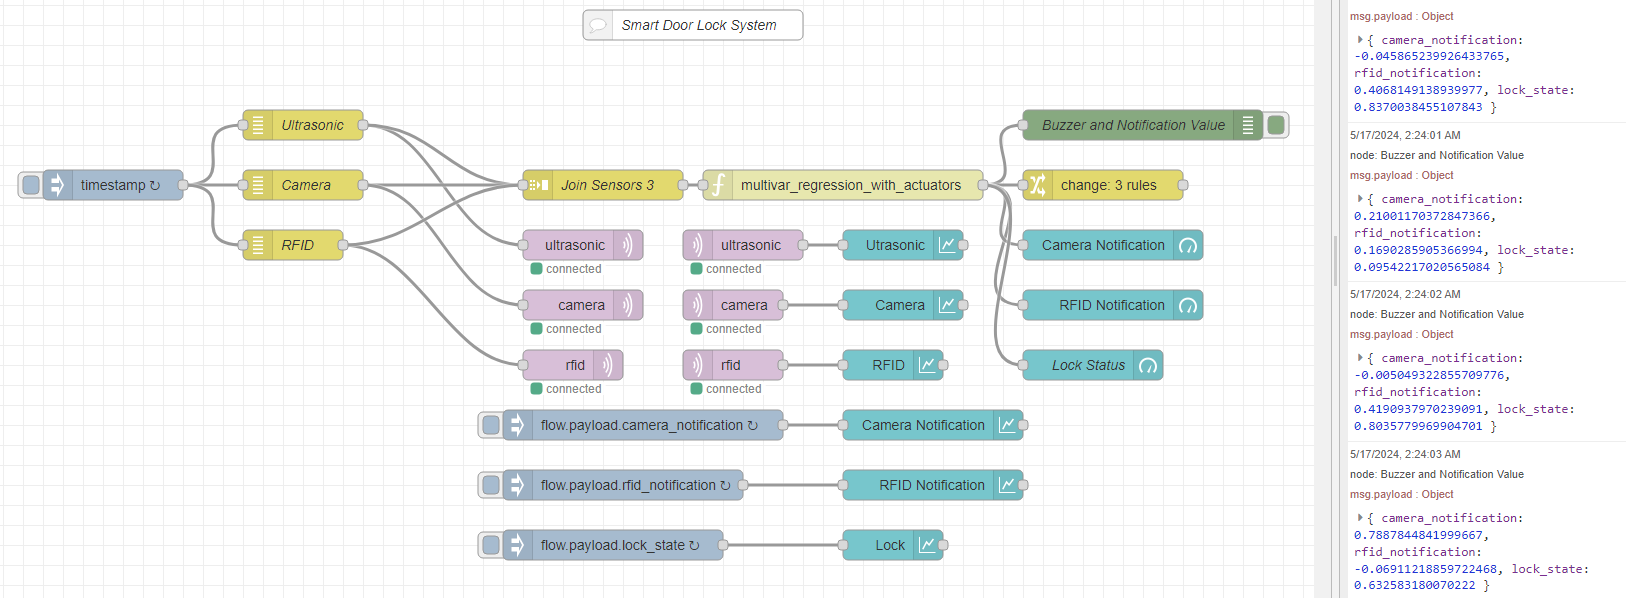 Smart Door Lock System
Ultrasonic
Buzzer and Notification Value
timestamp ↻
Camera
Join Sensors 3
multivar_regression_with_actuators
change: 3 rules
RFID
ultrasonic
connected
ultrasonic
connected
Utrasonic
Camera Notification
camera
connected
camera
connected
Camera
RFID Notification
rfid
connected
rfid
connected
RFID
Lock Status
flow.payload.camera_notification ↻
Camera Notification
flow.payload.rfid_notification ↻
RFID Notification
flow.payload.lock_state ↻
Lock
msg.payload : Object
{ camera_notification:
-0.045865239926433765,
rfid_notification:
0.4068149138939977, lock_state:
0.8370038455107843 }
5/17/2024, 2:24:01 AM
node: Buzzer and Notification Value
msg.payload : Object
{ camera_notification:
0.21001170372847366,
rfid_notification:
0.1690285905366994, lock_state:
0.09542217020565084 }
5/17/2024, 2:24:02 AM
node: Buzzer and Notification Value
msg.payload : Object
{ camera_notification:
-0.005049322855709776,
rfid_notification:
0.4190937970239091, lock_state:
0.8035779969904701 }
5/17/2024, 2:24:03 AM
node: Buzzer and Notification Value
msg.payload : Object
{ camera_notification:
0.7887844841999667,
rfid_notification:
-0.06911218859722468, lock_state:
0.632583180070222 }